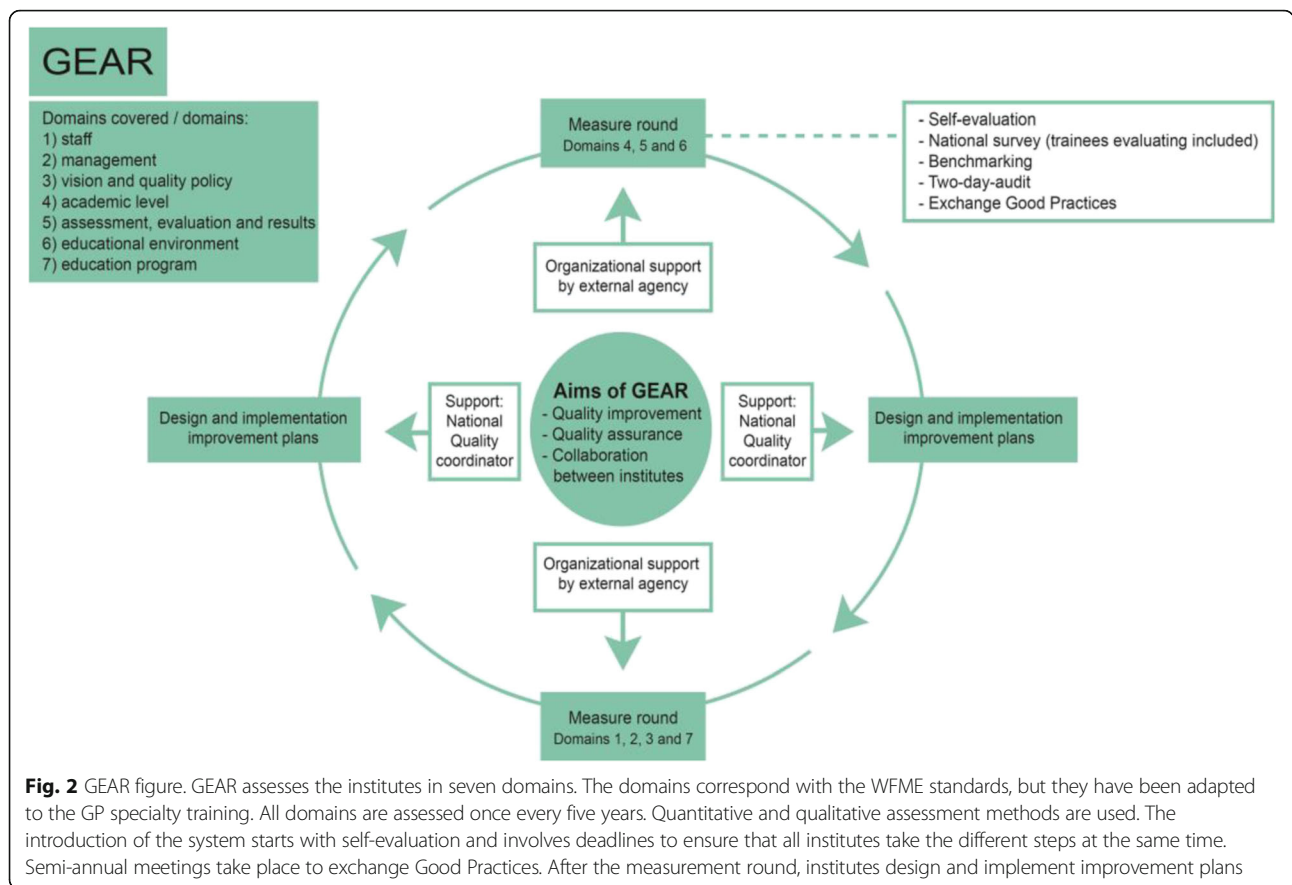 GEAR
Domains covered / domains:
1) staff
2) management
3) vision and quality policy
4) academic level
5) assessment, evaluation and results
6) educational environment
7) education program
Measure round
Domains 4, 5 and 6
- Self-evaluation
- National survey (trainees evaluating included)
- Benchmarking
- Two-day-audit
- Exchange Good Practices
Organizational support
by external agency
Design and implementation
improvement plans
Support:
National
Quality
coordinator
Aims of GEAR
- Quality improvement
- Quality assurance
- Collaboration
between institutes
Support:
National
Quality
coordinator
Design and implementation
improvement plans
Organizational support
by external agency
Measure round
Domains 1, 2, 3 and 7
Fig. 2 GEAR figure. GEAR assesses the institutes in seven domains. The domains correspond with the WFME standards, but they have been adapted
to the GP specialty training. All domains are assessed once every five years. Quantitative and qualitative assessment methods are used. The
introduction of the system starts with self-evaluation and involves deadlines to ensure that all institutes take the different steps at the same time.
Semi-annual meetings take place to exchange Good Practices. After the measurement round, institutes design and implement improvement plans